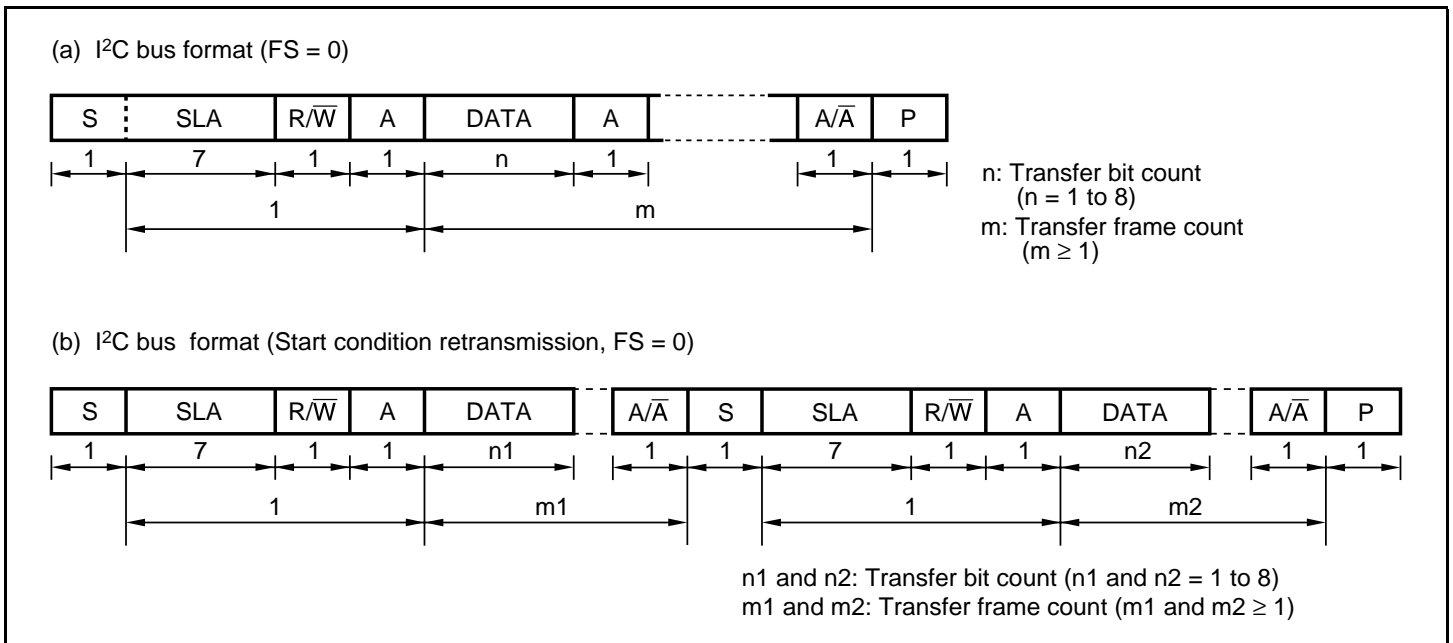 (a) I²C bus format (FS = 0)
S SLA R/W̅ A DATA A A/A̅ P
1 7 1 1 n 1 1 1
1 m
n: Transfer bit count
(n = 1 to 8)
m: Transfer frame count
(m ≥ 1)
(b) I²C bus format (Start condition retransmission, FS = 0)
S SLA R/W̅ A DATA A/A̅ S SLA R/W̅ A DATA A/A̅ P
1 7 1 1 n1 1 1 7 1 1 n2 1 1
1 m1 1 m2
n1 and n2: Transfer bit count (n1 and n2 = 1 to 8)
m1 and m2: Transfer frame count (m1 and m2 ≥ 1)